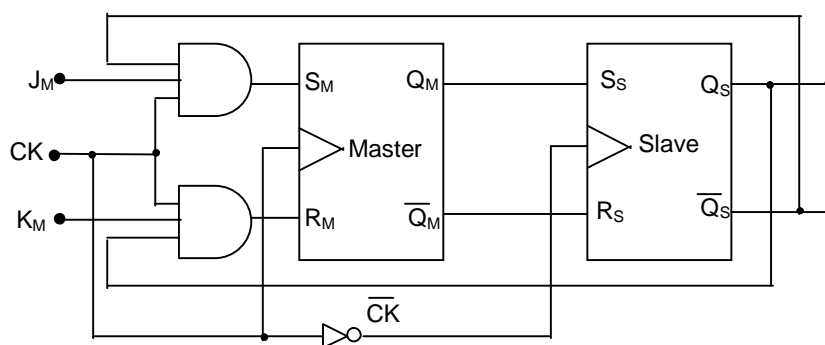 J_M
CK
K_M
S_M
R_M
Master
Q_M
Q̅_M
S_S
R_S
Slave
Q_S
Q̅_S
C̅K̅